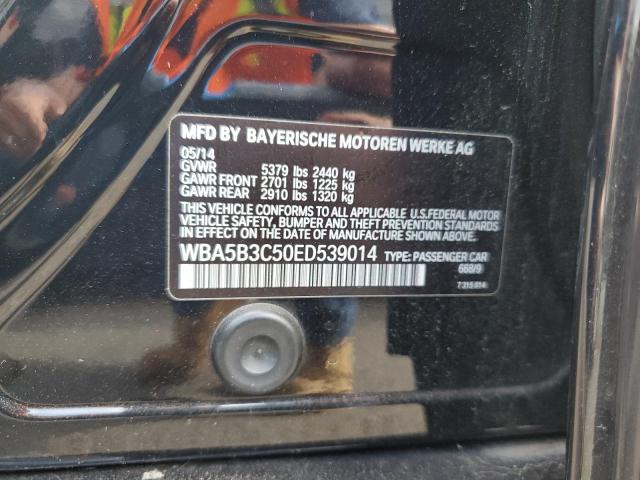 MFD BY BAYERISCHE MOTOREN WERKE AG
05/14
GVWR 5379 lbs 2440 kg
GAWR FRONT 2701 lbs 1225 kg
GAWR REAR 2910 lbs 1320 kg
THIS VEHICLE CONFORMS TO ALL APPLICABLE U.S. FEDERAL MOTOR
VEHICLE SAFETY, BUMPER, AND THEFT PREVENTION STANDARDS
IN EFFECT ON THE DATE OF MANUFACTURE SHOWN ABOVE.
WBA5B3C50ED539014 TYPE: PASSENGER CAR
668/9
7 315 614